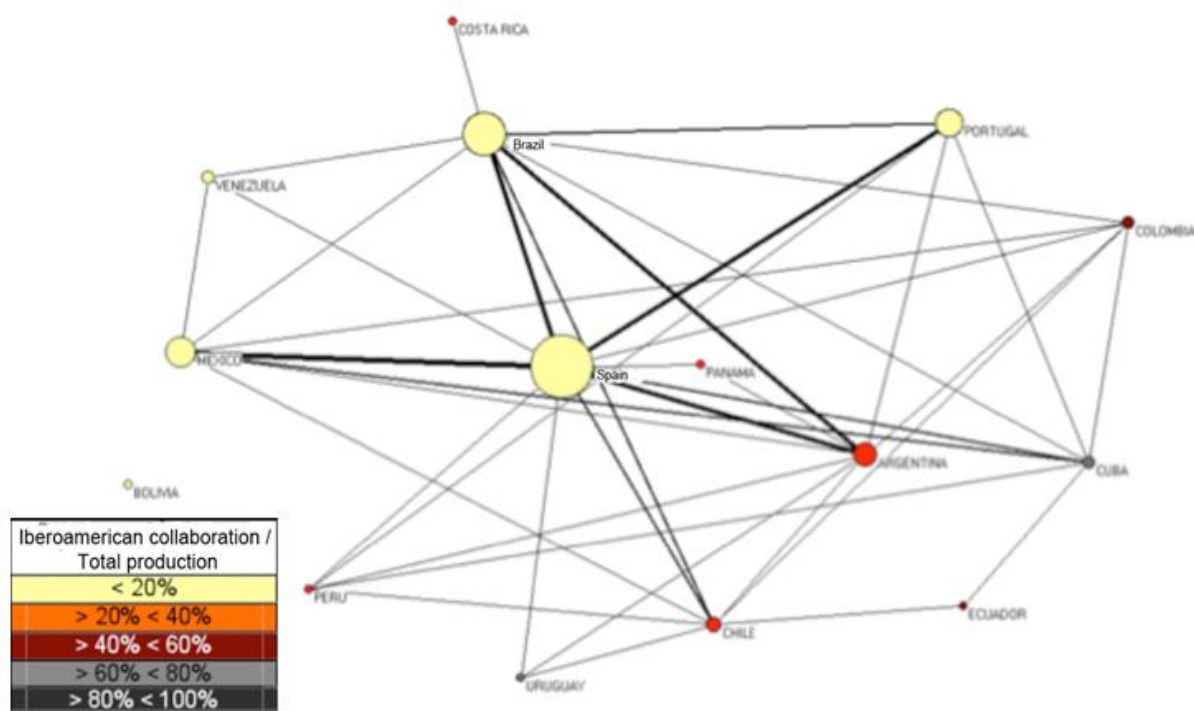 COSTA RICA
Brazil
PORTUGAL
VENEZUELA
COLOMBIA
MEXICO
Spain
PANAMA
ARGENTINA
CUBA
BOLIVIA
PERU
ECUADOR
CHILE
URUGUAY
Iberoamerican collaboration /
Total production
< 20%
> 20% < 40%
> 40% < 60%
> 60% < 80%
> 80% < 100%